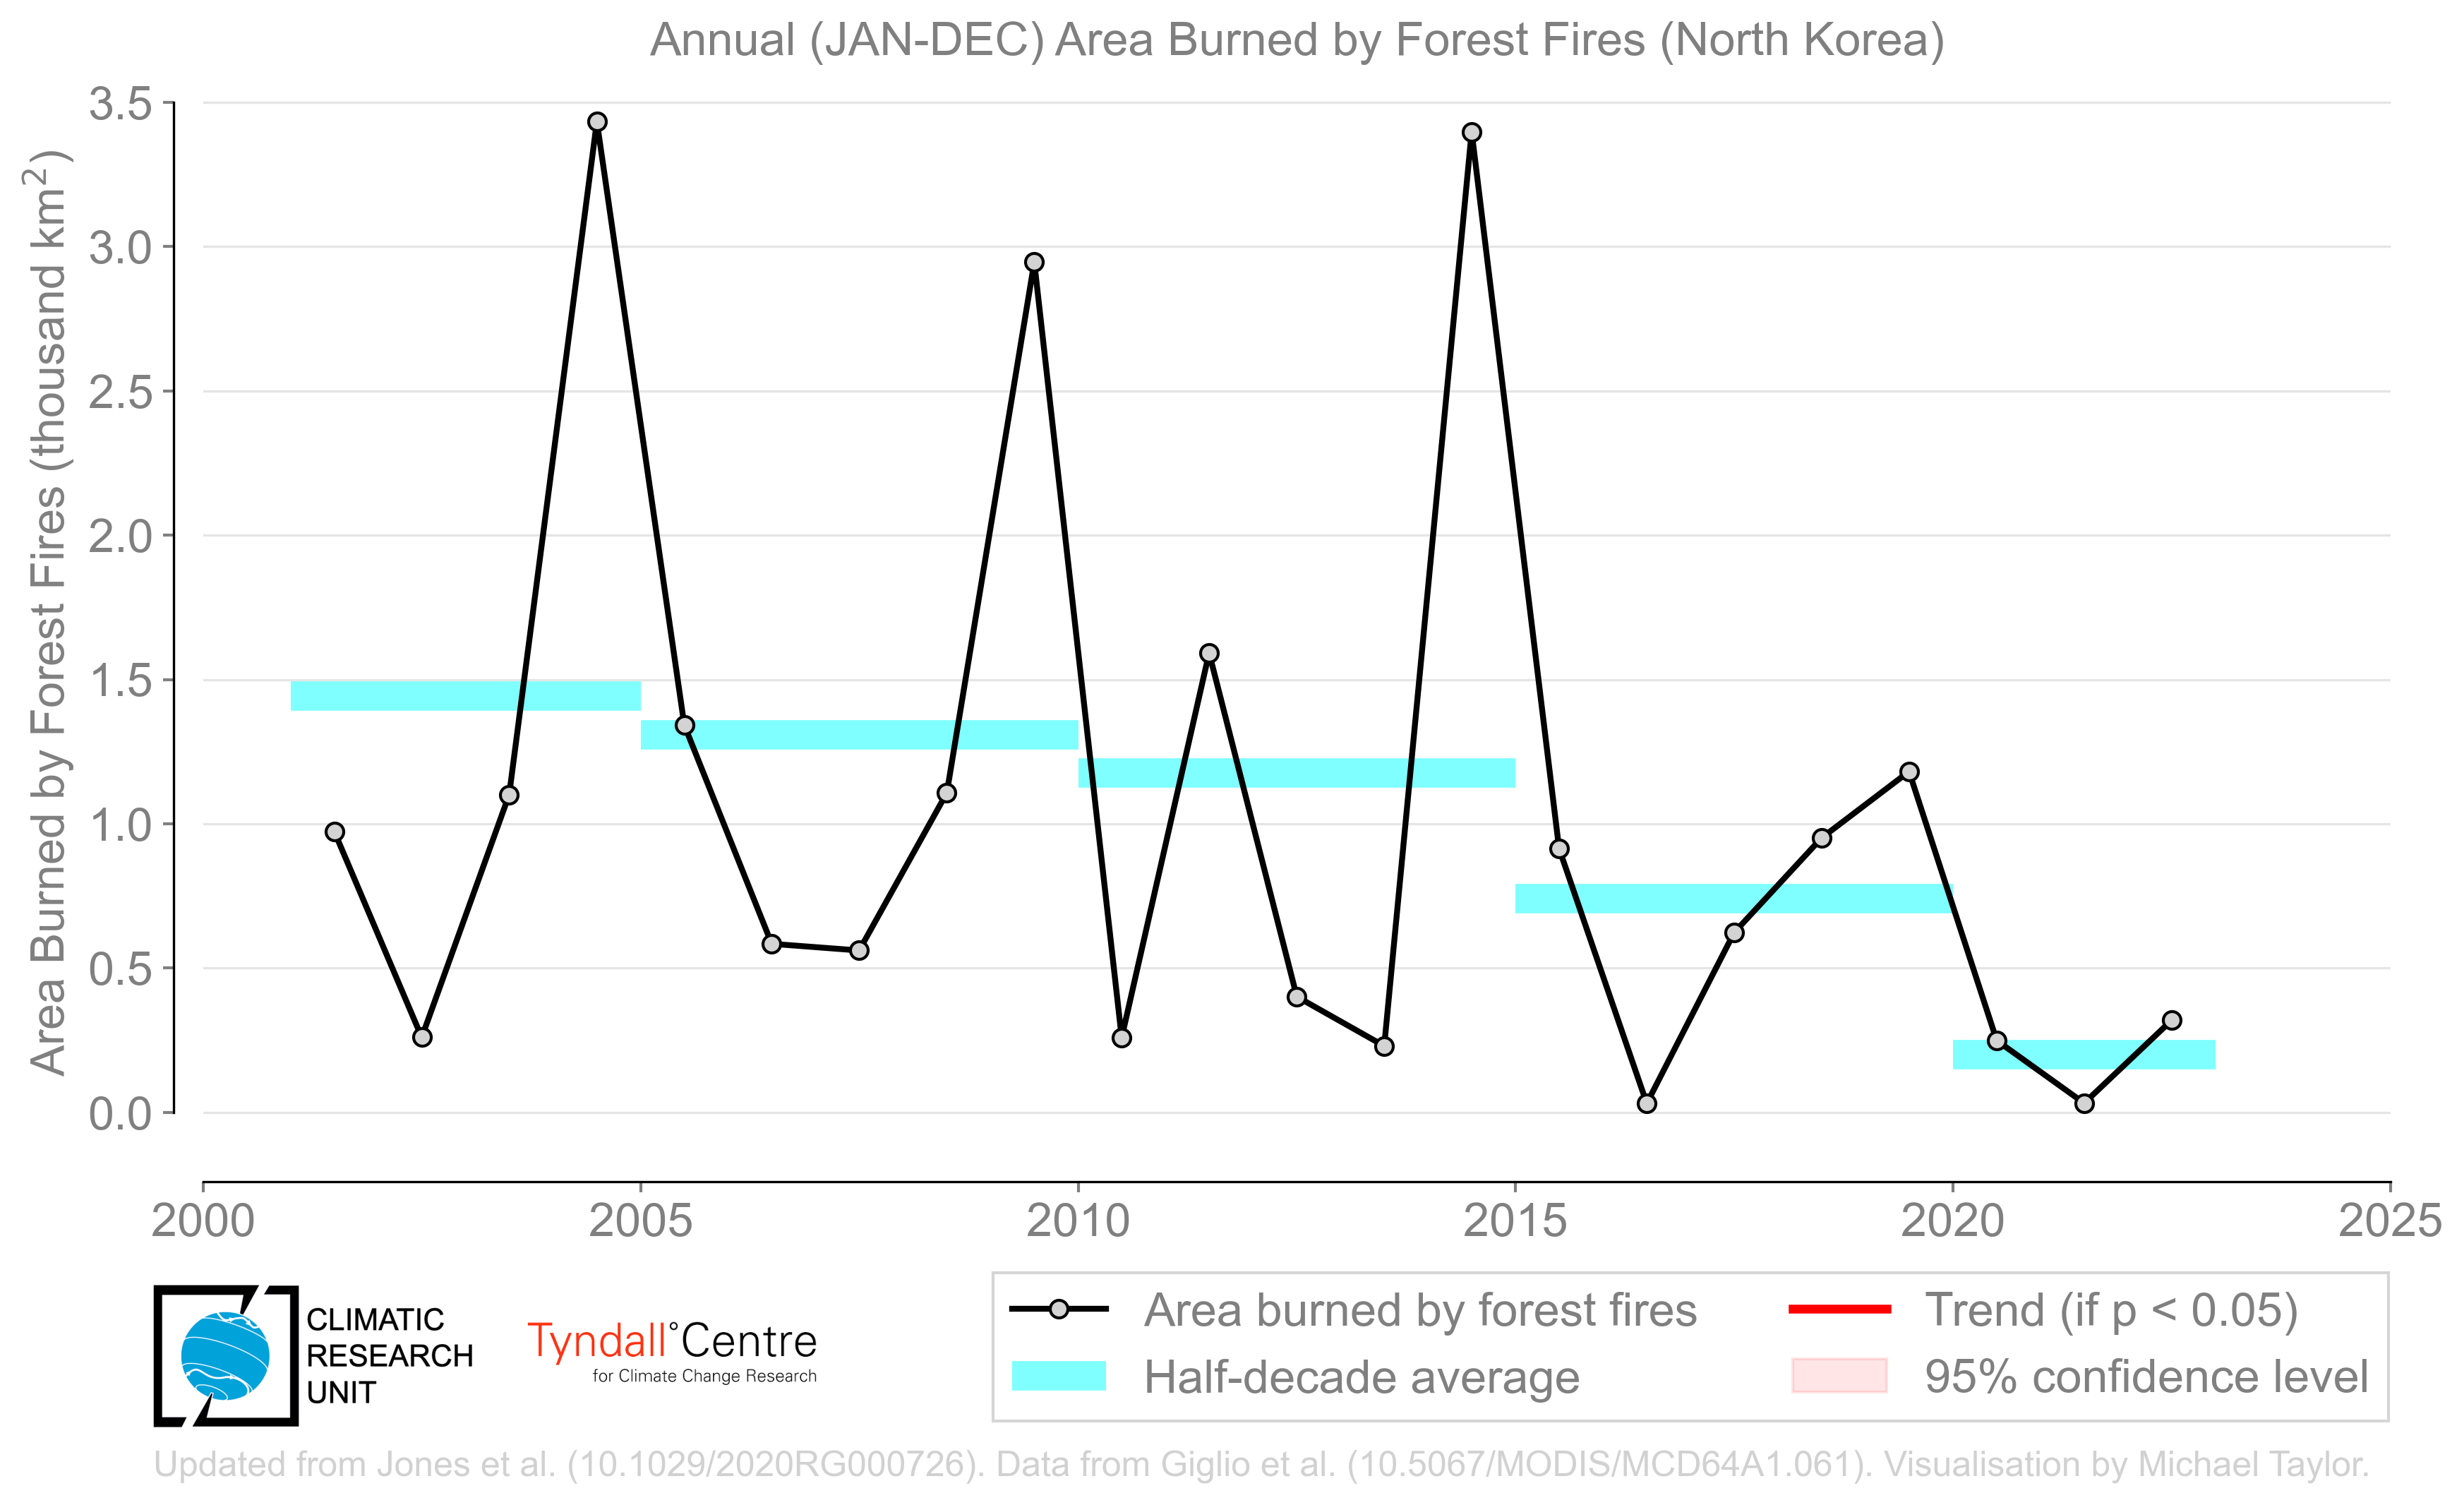 Annual (JAN-DEC) Area Burned by Forest Fires (North Korea)
Area Burned by Forest Fires (thousand km²)
3.5
3.0
2.5
2.0
1.5
1.0
0.5
0.0
2000 2005 2010 2015 2020 2025
CLIMATIC
RESEARCH
UNIT
Tyndall°Centre
for Climate Change Research
Area burned by forest fires
Half-decade average
Trend (if p < 0.05)
95% confidence level
Updated from Jones et al. (10.1029/2020RG000726). Data from Giglio et al. (10.5067/MODIS/MCD64A1.061). Visualisation by Michael Taylor.